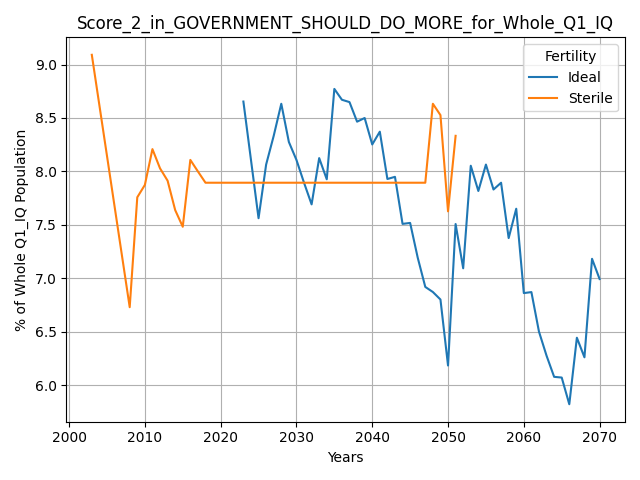 Score_2_in_GOVERNMENT_SHOULD_DO_MORE_for_Whole_Q1_IQ
Fertility
Ideal
Sterile
% of Whole Q1_IQ Population
9.0
8.5
8.0
7.5
7.0
6.5
6.0
2000 2010 2020 2030 2040 2050 2060 2070
Years